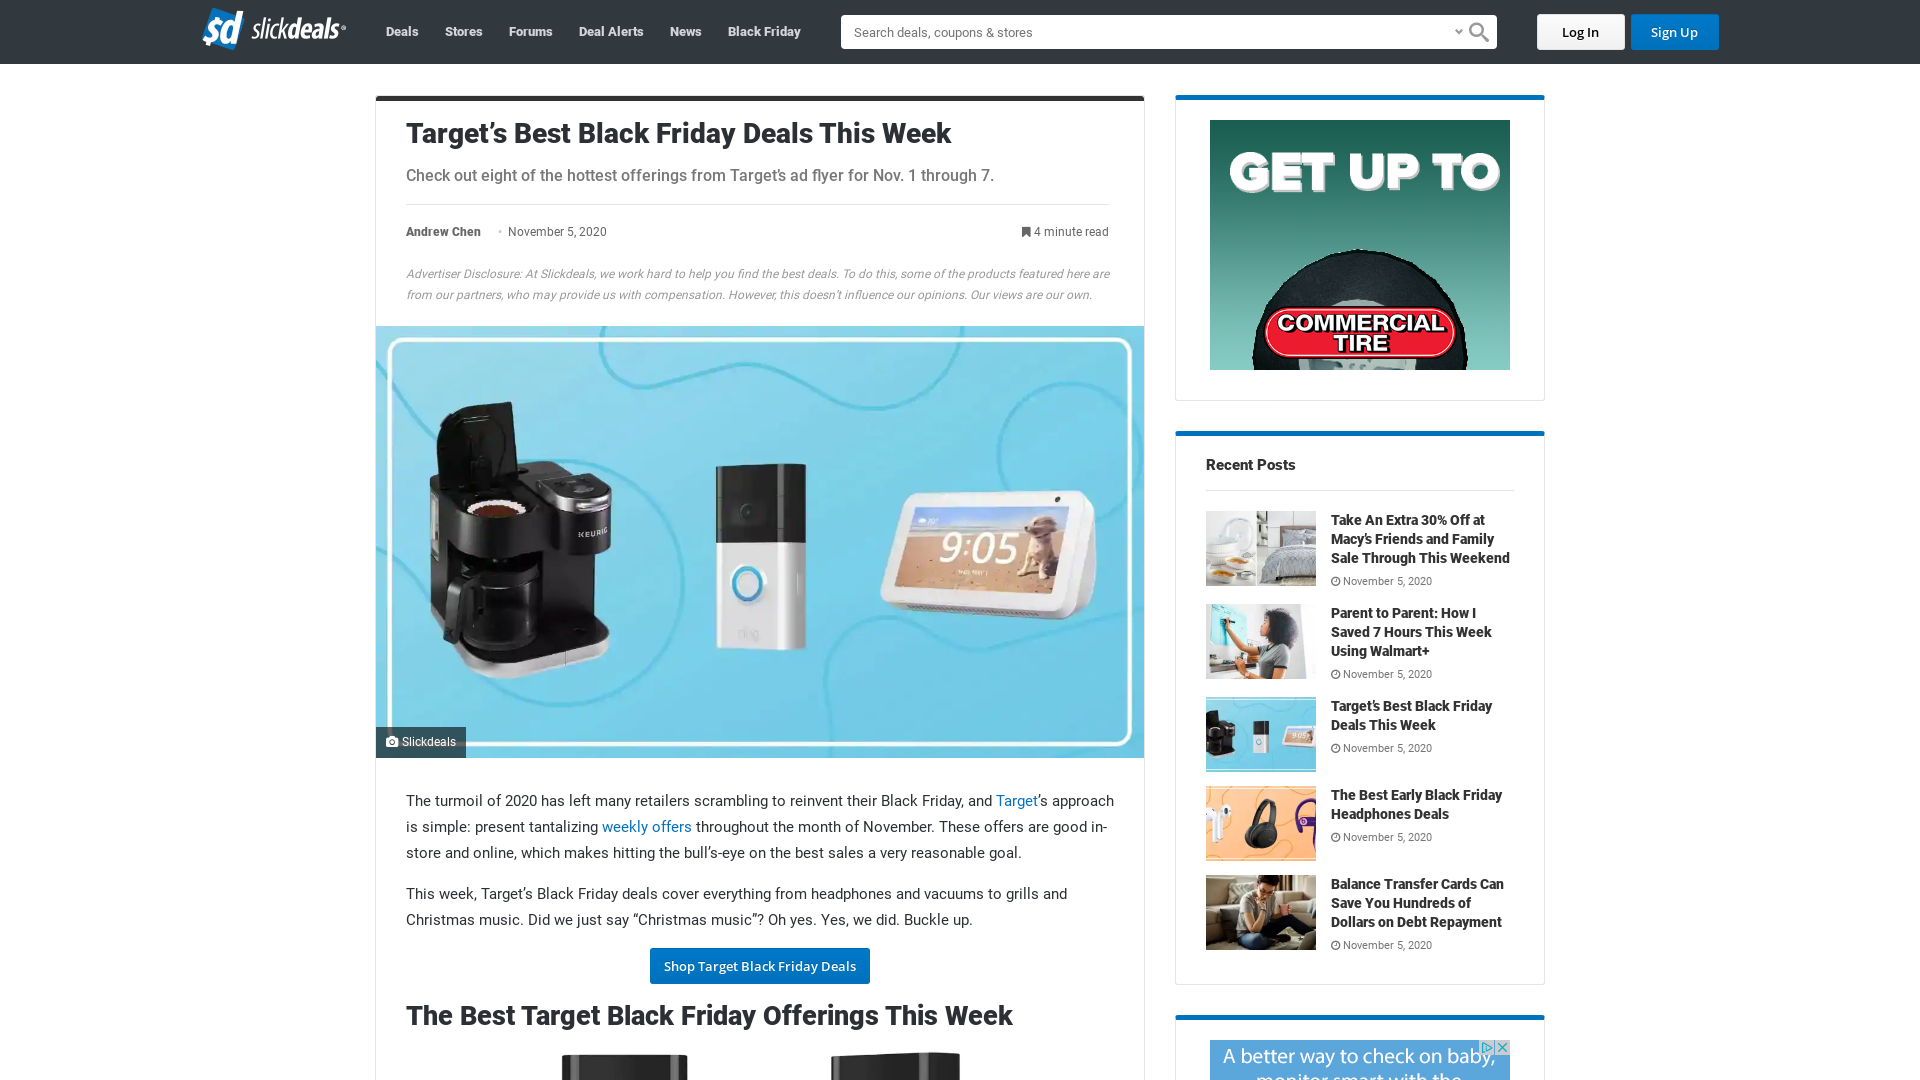 sd slickdeals
Deals
Stores
Forums
Deal Alerts
News
Black Friday
Search deals, coupons & stores
Log In
Sign Up
Target’s Best Black Friday Deals This Week
Check out eight of the hottest offerings from Target’s ad flyer for Nov. 1 through 7.
Andrew Chen • November 5, 2020
4 minute read
Advertiser Disclosure: At Slickdeals, we work hard to help you find the best deals. To do this, some of the products featured here are
from our partners, who may provide us with compensation. However, this doesn’t influence our opinions. Our views are our own.
KEURIG
ring
9:05
Slickdeals
The turmoil of 2020 has left many retailers scrambling to reinvent their Black Friday, and Target’s approach
is simple: present tantalizing weekly offers throughout the month of November. These offers are good in-
store and online, which makes hitting the bull’s-eye on the best sales a very reasonable goal.
This week, Target’s Black Friday deals cover everything from headphones and vacuums to grills and
Christmas music. Did we just say “Christmas music”? Oh yes. Yes, we did. Buckle up.
Shop Target Black Friday Deals
The Best Target Black Friday Offerings This Week
GET UP TO
COMMERCIAL
TIRE
Recent Posts
Take An Extra 30% Off at
Macy’s Friends and Family
Sale Through This Weekend
November 5, 2020
Parent to Parent: How I
Saved 7 Hours This Week
Using Walmart+
November 5, 2020
Target’s Best Black Friday
Deals This Week
November 5, 2020
The Best Early Black Friday
Headphones Deals
November 5, 2020
Balance Transfer Cards Can
Save You Hundreds of
Dollars on Debt Repayment
November 5, 2020
A better way to check on baby,
monitor smart with the